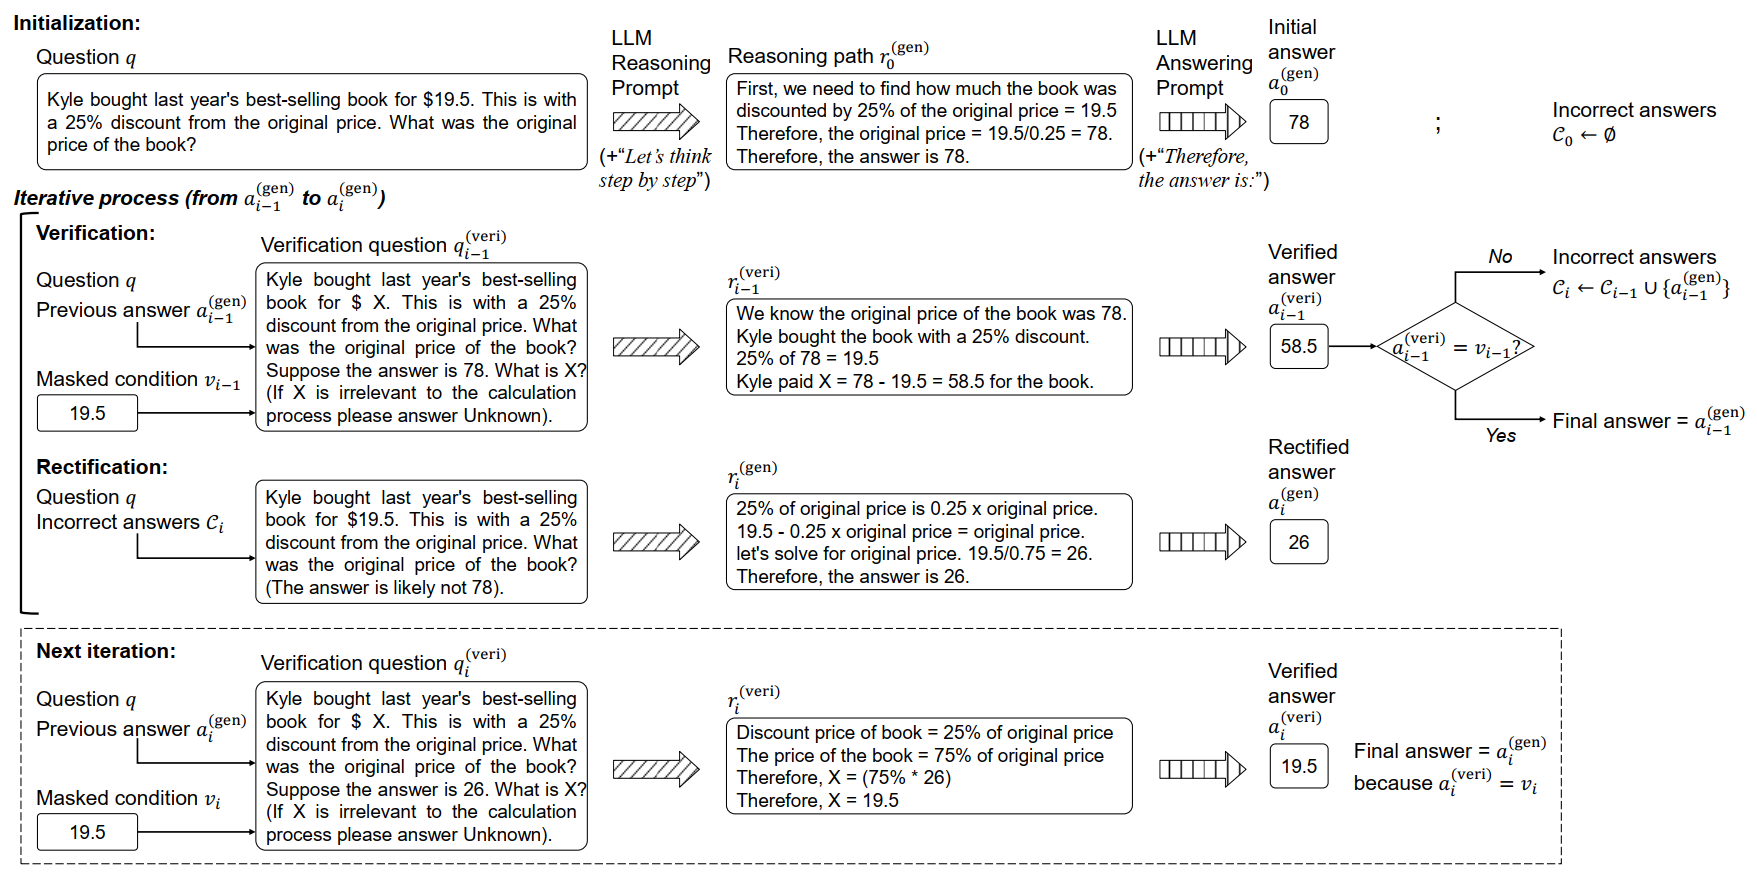 Initialization:
Question q
Kyle bought last year's best-selling book for $19.5. This is with
a 25% discount from the original price. What was the original
price of the book?
LLM
Reasoning
Prompt
(+“Let’s think
step by step”)
Reasoning path r_0^(gen)
First, we need to find how much the book was
discounted by 25% of the original price = 19.5
Therefore, the original price = 19.5/0.25 = 78.
Therefore, the answer is 78.
LLM
Answering
Prompt
(+“Therefore,
the answer is:”)
Initial
answer
a_0^(gen)
78
;
Incorrect answers
𝒞_0 ← ∅
Iterative process (from a_{i−1}^(gen) to a_i^(gen))
Verification:
Question q
Previous answer a_{i−1}^(gen)
Masked condition v_{i−1}
19.5
Verification question q_{i−1}^(veri)
Kyle bought last year's best-selling
book for $ X. This is with a 25%
discount from the original price. What
was the original price of the book?
Suppose the answer is 78. What is X?
(If X is irrelevant to the calculation
process please answer Unknown).
r_{i−1}^(veri)
We know the original price of the book was 78.
Kyle bought the book with a 25% discount.
25% of 78 = 19.5
Kyle paid X = 78 - 19.5 = 58.5 for the book.
Verified
answer
a_{i−1}^(veri)
58.5
a_{i−1}^(veri) = v_{i−1}?
No
Incorrect answers
𝒞_i ← 𝒞_{i−1} ∪ {a_{i−1}^(gen)}
Yes
Final answer = a_{i−1}^(gen)
Rectification:
Question q
Incorrect answers 𝒞_i
Kyle bought last year's best-selling
book for $19.5. This is with a 25%
discount from the original price. What
was the original price of the book?
(The answer is likely not 78).
r_i^(gen)
25% of original price is 0.25 x original price.
19.5 - 0.25 x original price = original price.
let's solve for original price. 19.5/0.75 = 26.
Therefore, the answer is 26.
Rectified
answer
a_i^(gen)
26
Next iteration:
Question q
Previous answer a_i^(gen)
Masked condition v_i
19.5
Verification question q_i^(veri)
Kyle bought last year's best-selling
book for $ X. This is with a 25%
discount from the original price. What
was the original price of the book?
Suppose the answer is 26. What is X?
(If X is irrelevant to the calculation
process please answer Unknown).
r_i^(veri)
Discount price of book = 25% of original price
The price of the book = 75% of original price
Therefore, X = (75% * 26)
Therefore, X = 19.5
Verified
answer
a_i^(veri)
19.5
Final answer = a_i^(gen)
because a_i^(veri) = v_i